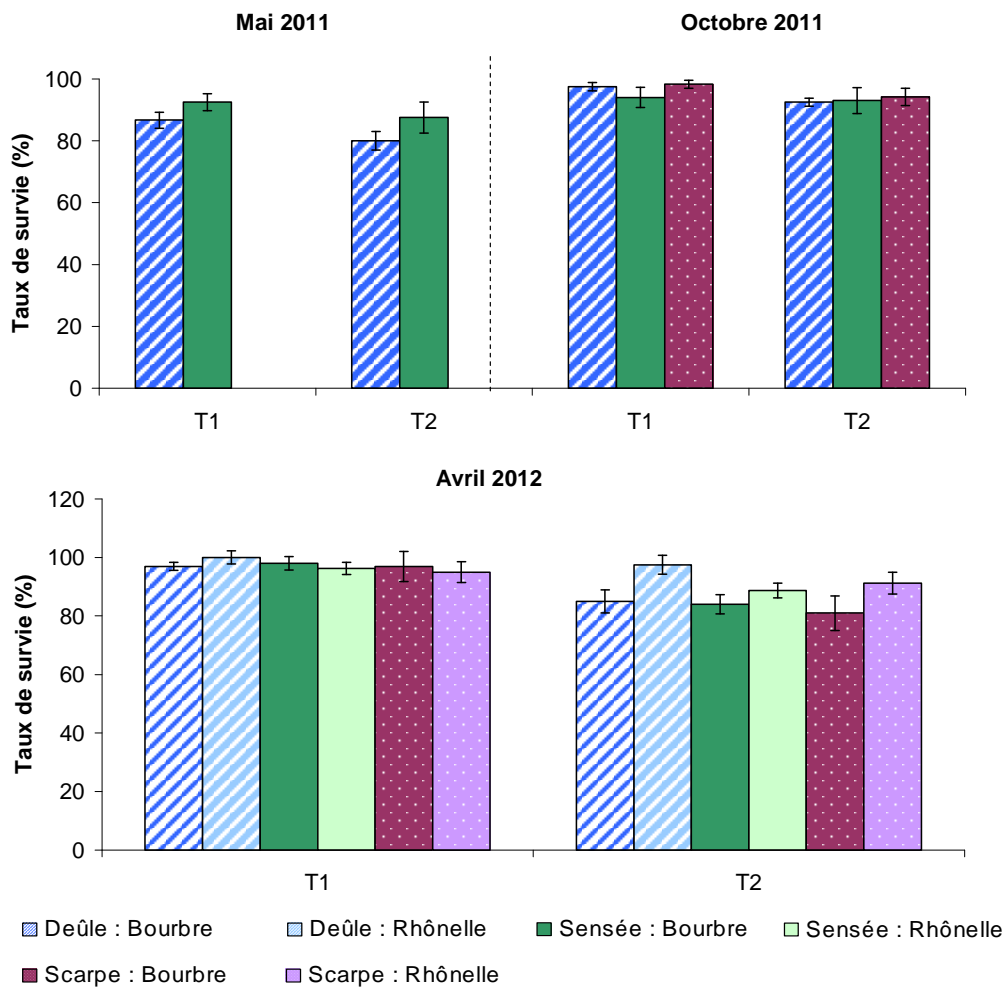 Mai 2011 Octobre 2011
Taux de survie (%)
100
80
60
40
20
0
T1 T2 T1 T2
Avril 2012
Taux de survie (%)
120
100
80
60
40
20
0
T1 T2
Deûle : Bourbre Deûle : Rhônelle Sensée : Bourbre Sensée : Rhônelle
Scarpe : Bourbre Scarpe : Rhônelle